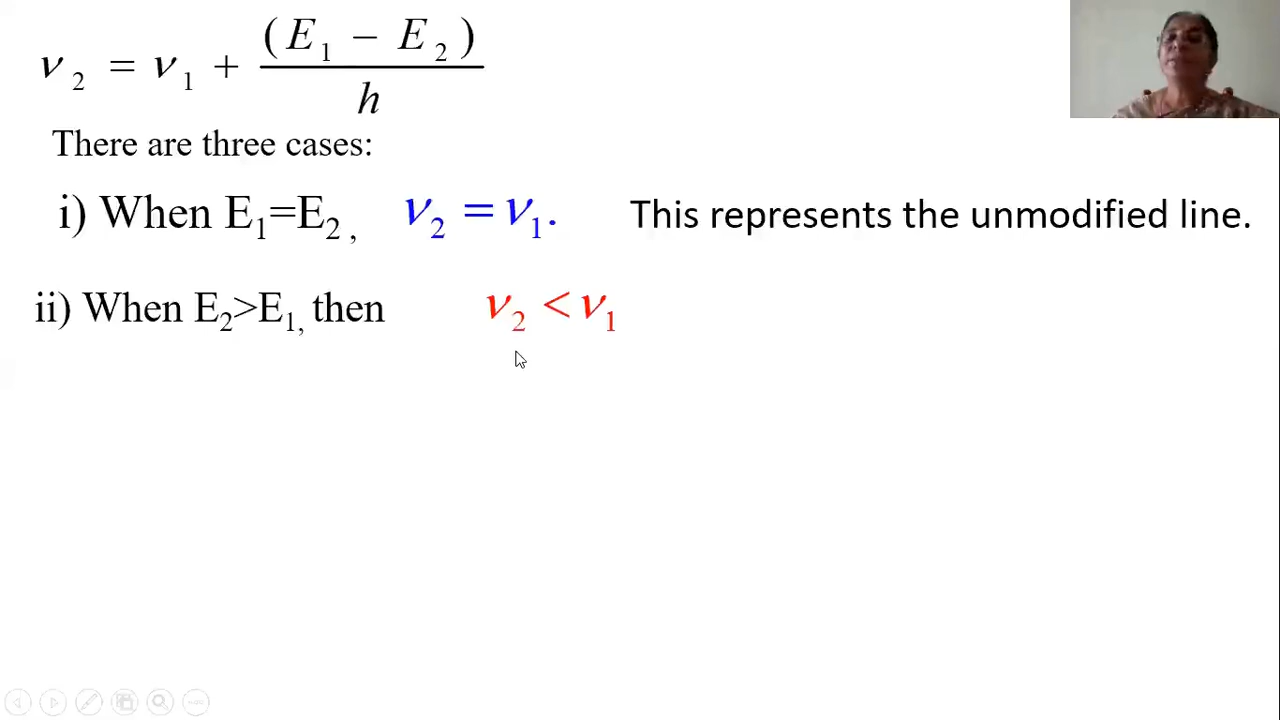 ν₂ = ν₁ + (E₁ − E₂) / h
There are three cases:
i) When E₁=E₂ , ν₂ = ν₁. This represents the unmodified line.
ii) When E₂>E₁, then ν₂ < ν₁